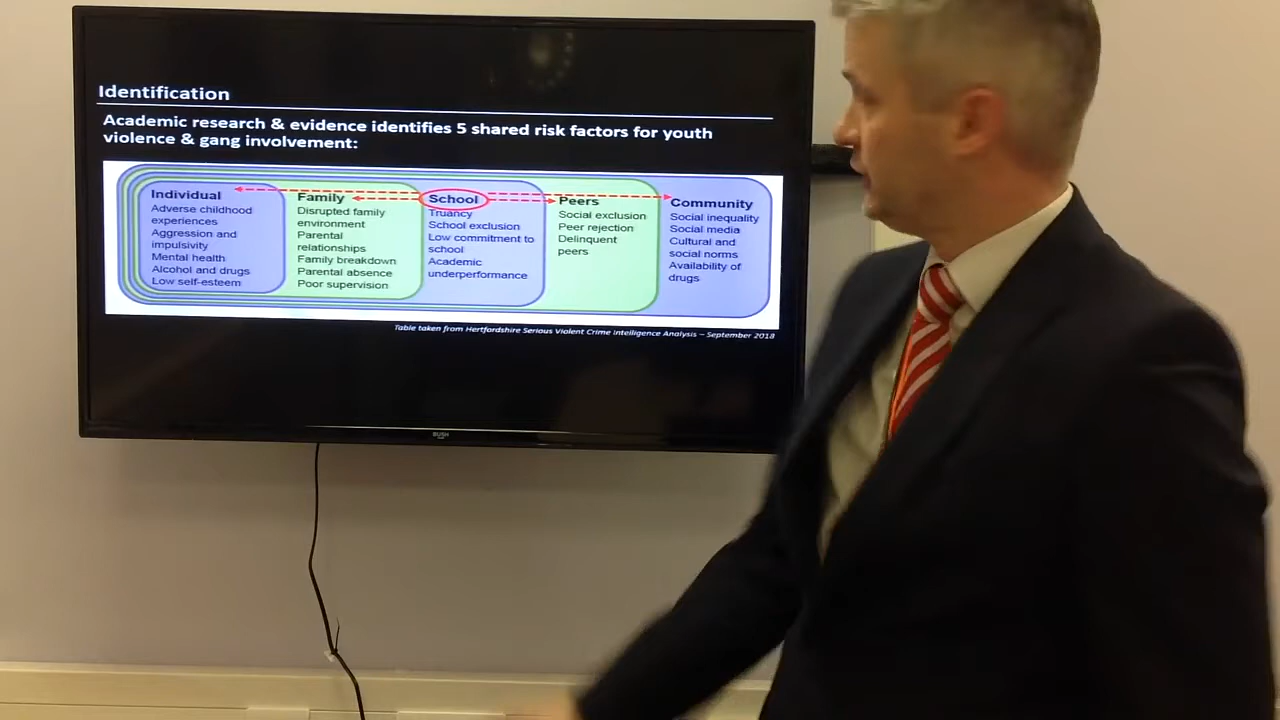 Identification
Academic research & evidence identifies 5 shared risk factors for youth
violence & gang involvement:
Individual
Adverse childhood
experiences
Aggression and
impulsivity
Mental health
Alcohol and drugs
Low self-esteem
Family
Disrupted family
environment
Parental
relationships
Family breakdown
Parental absence
Poor supervision
School
Truancy
School exclusion
Low commitment to
school
Academic
underperformance
Peers
Social exclusion
Peer rejection
Delinquent
peers
Community
Social inequality
Social media
Cultural and
social norms
Availability of
drugs
Table taken from Hertfordshire Serious Violent Crime Intelligence Analysis – September 2018
BUSH